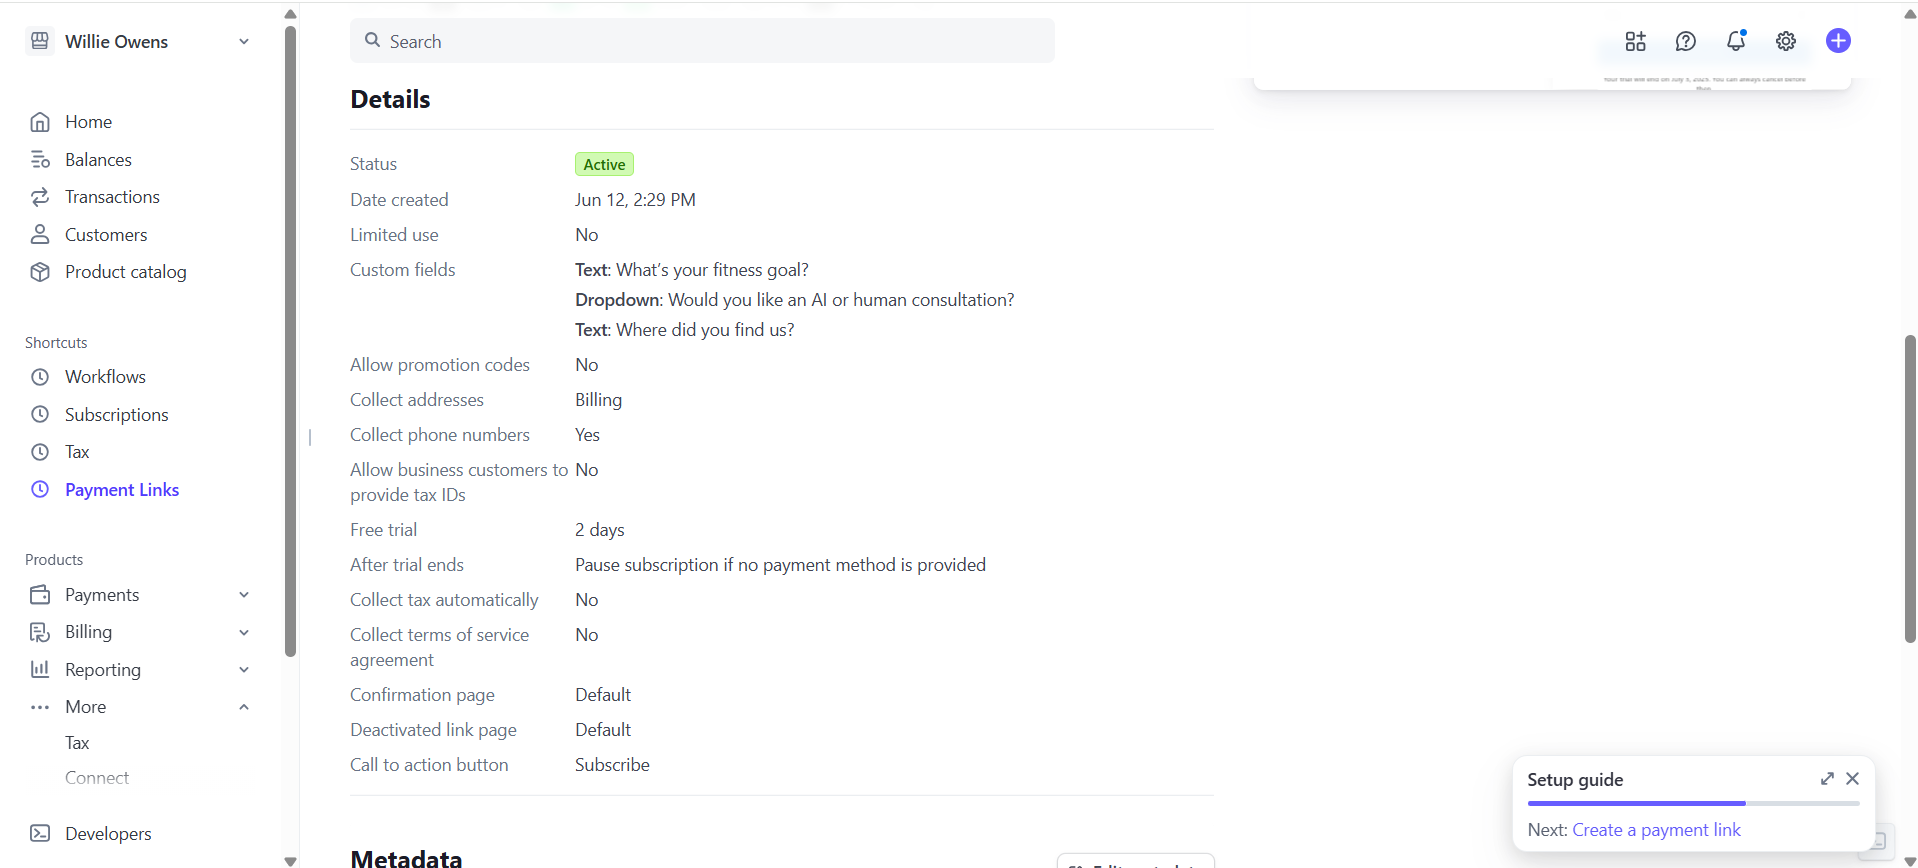 Willie Owens
Search
Home
Balances
Transactions
Customers
Product catalog
Shortcuts
Workflows
Subscriptions
Tax
Payment Links
Products
Payments
Billing
Reporting
More
Tax
Connect
Developers
Details
Status Active
Date created Jun 12, 2:29 PM
Limited use No
Custom fields Text: What's your fitness goal?
Dropdown: Would you like an AI or human consultation?
Text: Where did you find us?
Allow promotion codes No
Collect addresses Billing
Collect phone numbers Yes
Allow business customers to No
provide tax IDs
Free trial 2 days
After trial ends Pause subscription if no payment method is provided
Collect tax automatically No
Collect terms of service No
agreement
Confirmation page Default
Deactivated link page Default
Call to action button Subscribe
Metadata
Setup guide
Next: Create a payment link